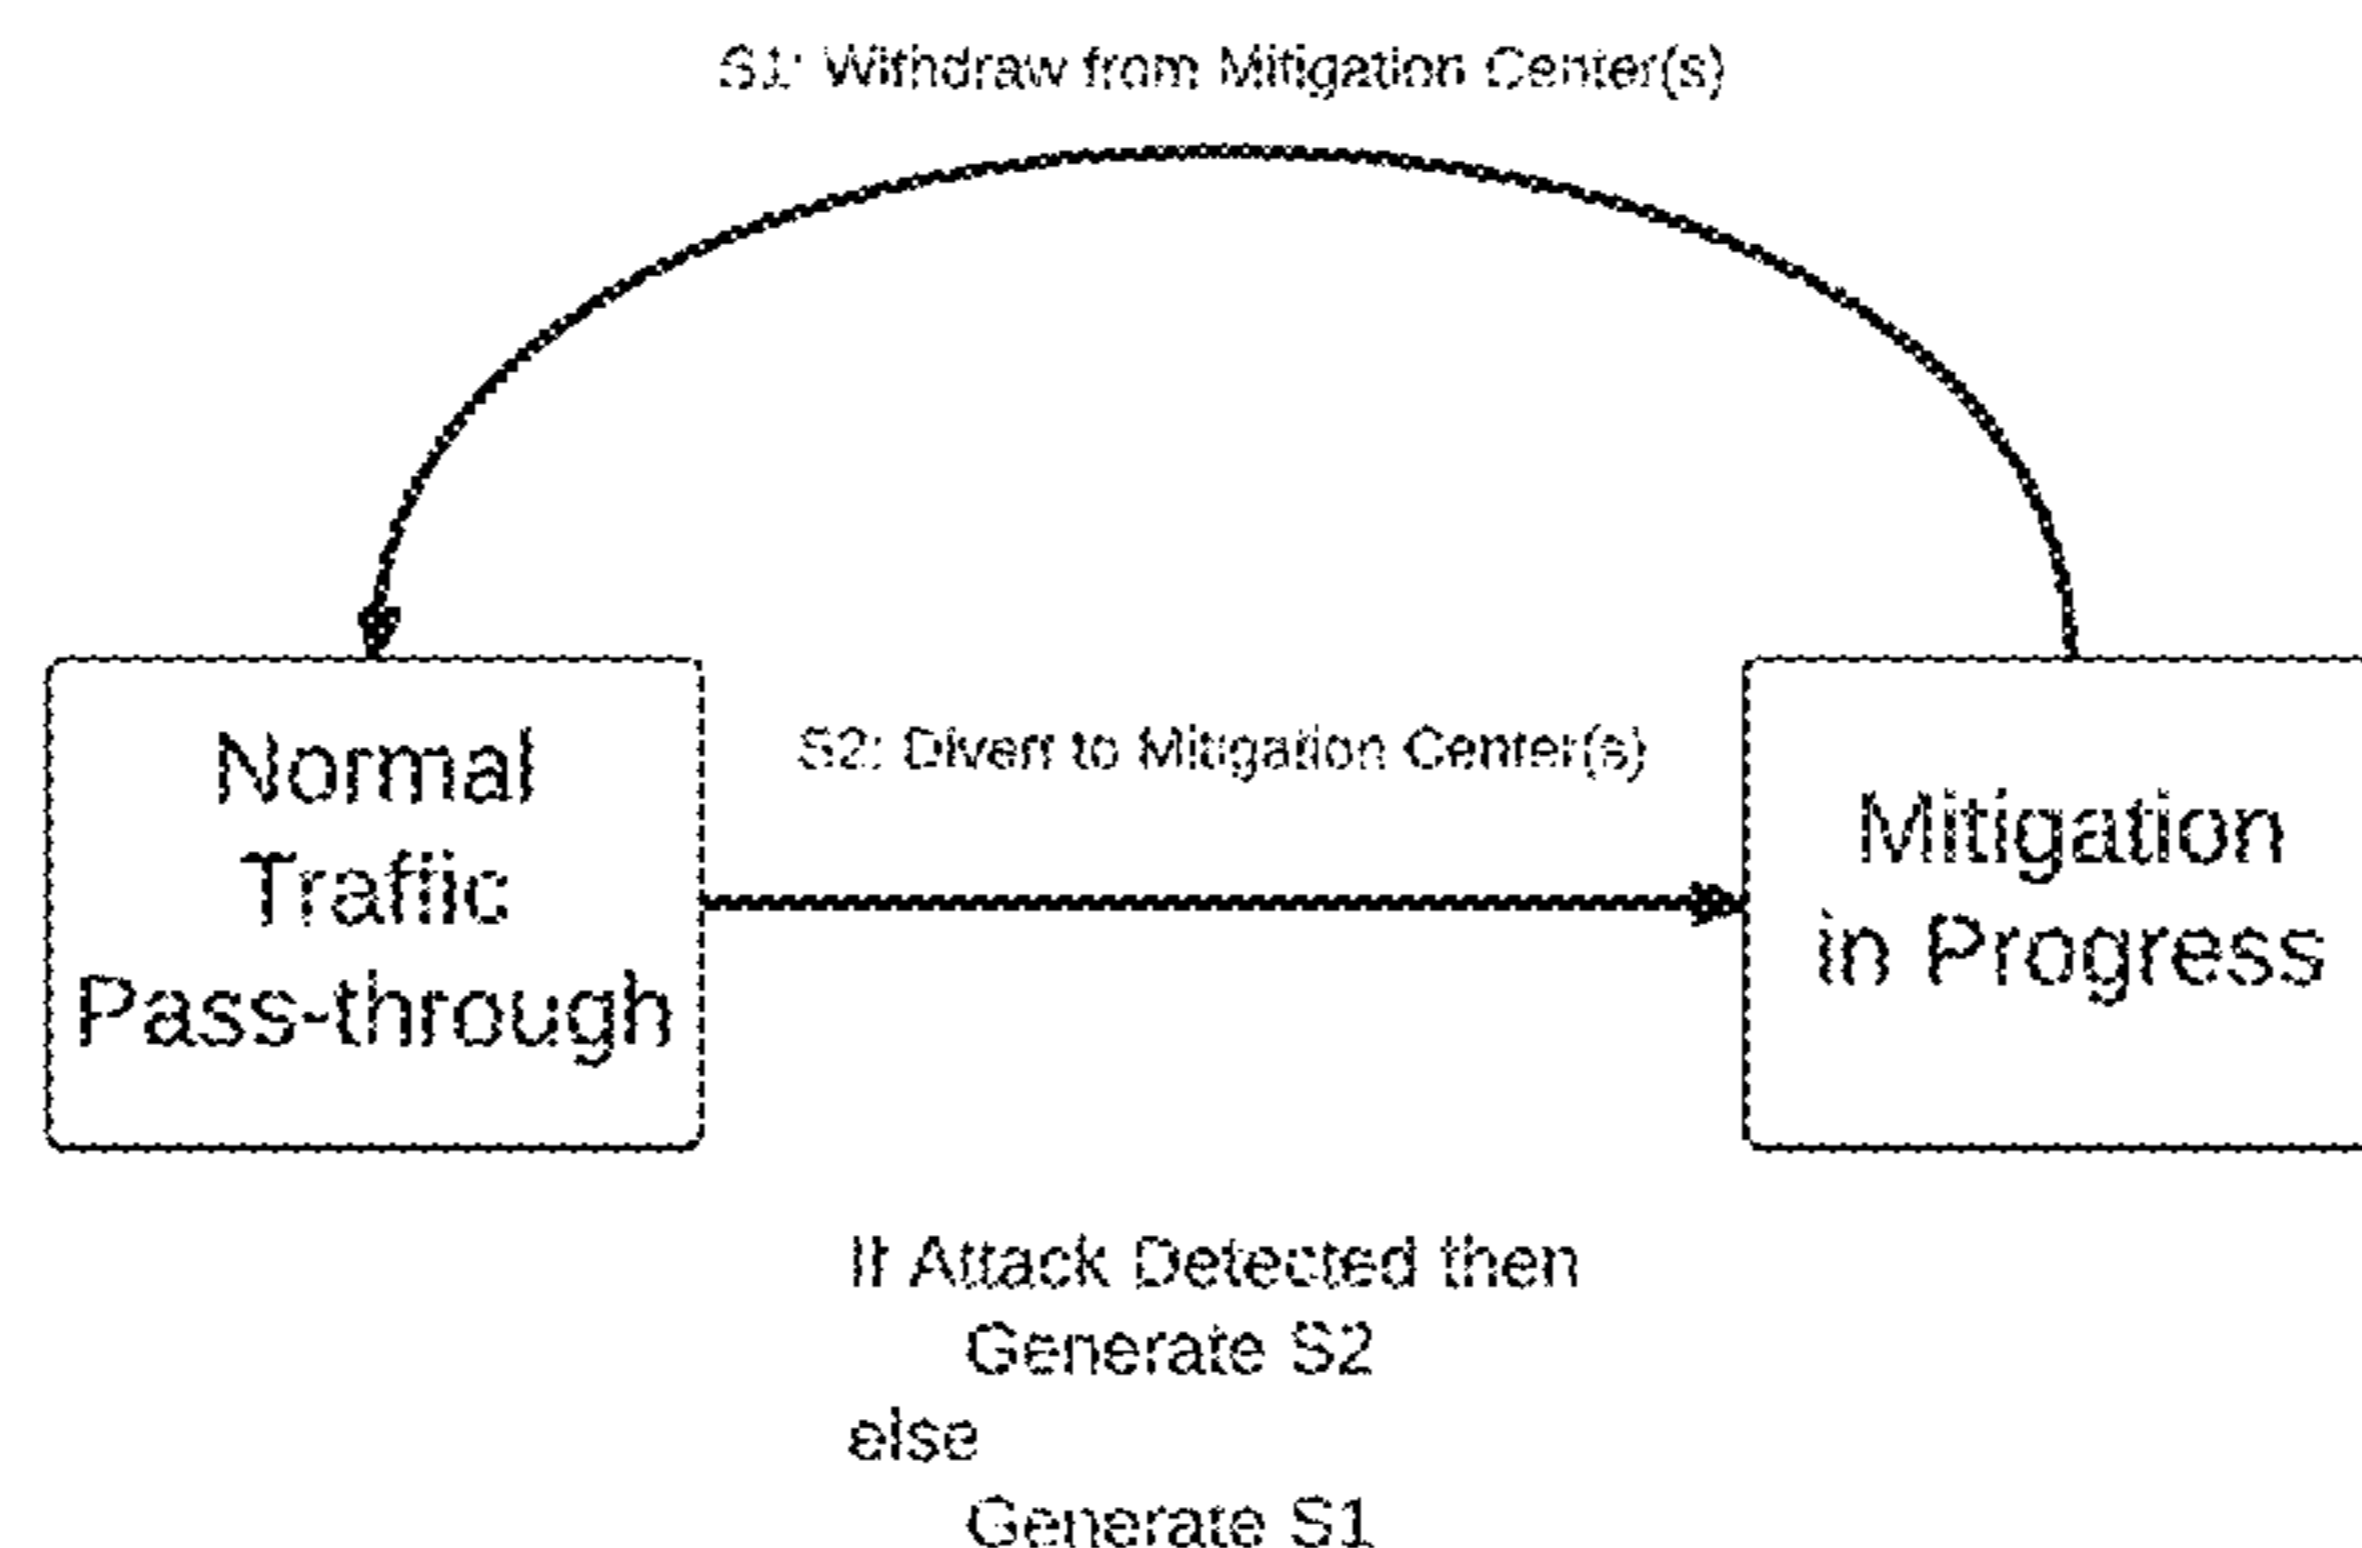 S1: Withdraw from Mitigation Center(s)
Normal
Traffic
Pass-through
S2: Divert to Mitigation Center(s)
Mitigation
in Progress
If Attack Detected then
Generate S2
else
Generate S1